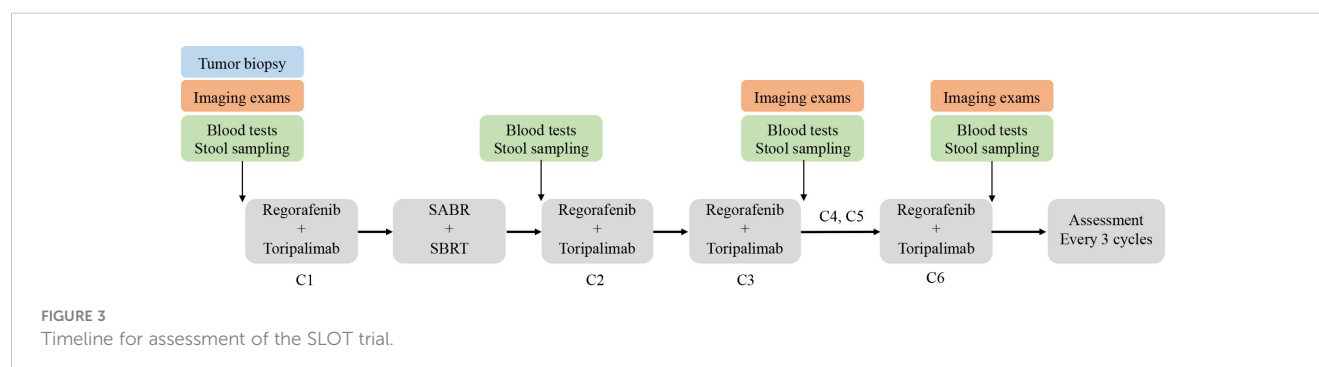 Tumor biopsy
Imaging exams
Blood tests
Stool sampling
Blood tests
Stool sampling
Imaging exams
Blood tests
Stool sampling
Imaging exams
Blood tests
Stool sampling
Regorafenib
+
Toripalimab
C1
SABR
+
SBRT
Regorafenib
+
Toripalimab
C2
Regorafenib
+
Toripalimab
C3
C4, C5
Regorafenib
+
Toripalimab
C6
Assessment
Every 3 cycles
FIGURE 3
Timeline for assessment of the SLOT trial.